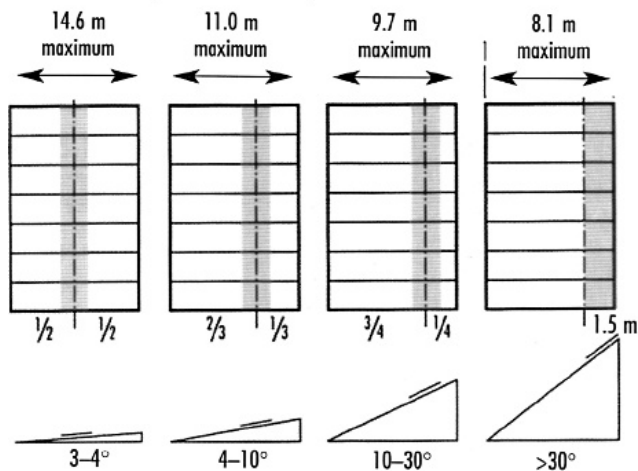 14.6 m
maximum
11.0 m
maximum
9.7 m
maximum
8.1 m
maximum
1/2 1/2
2/3 1/3
3/4 1/4
1.5 m
3–4°
4–10°
10–30°
>30°